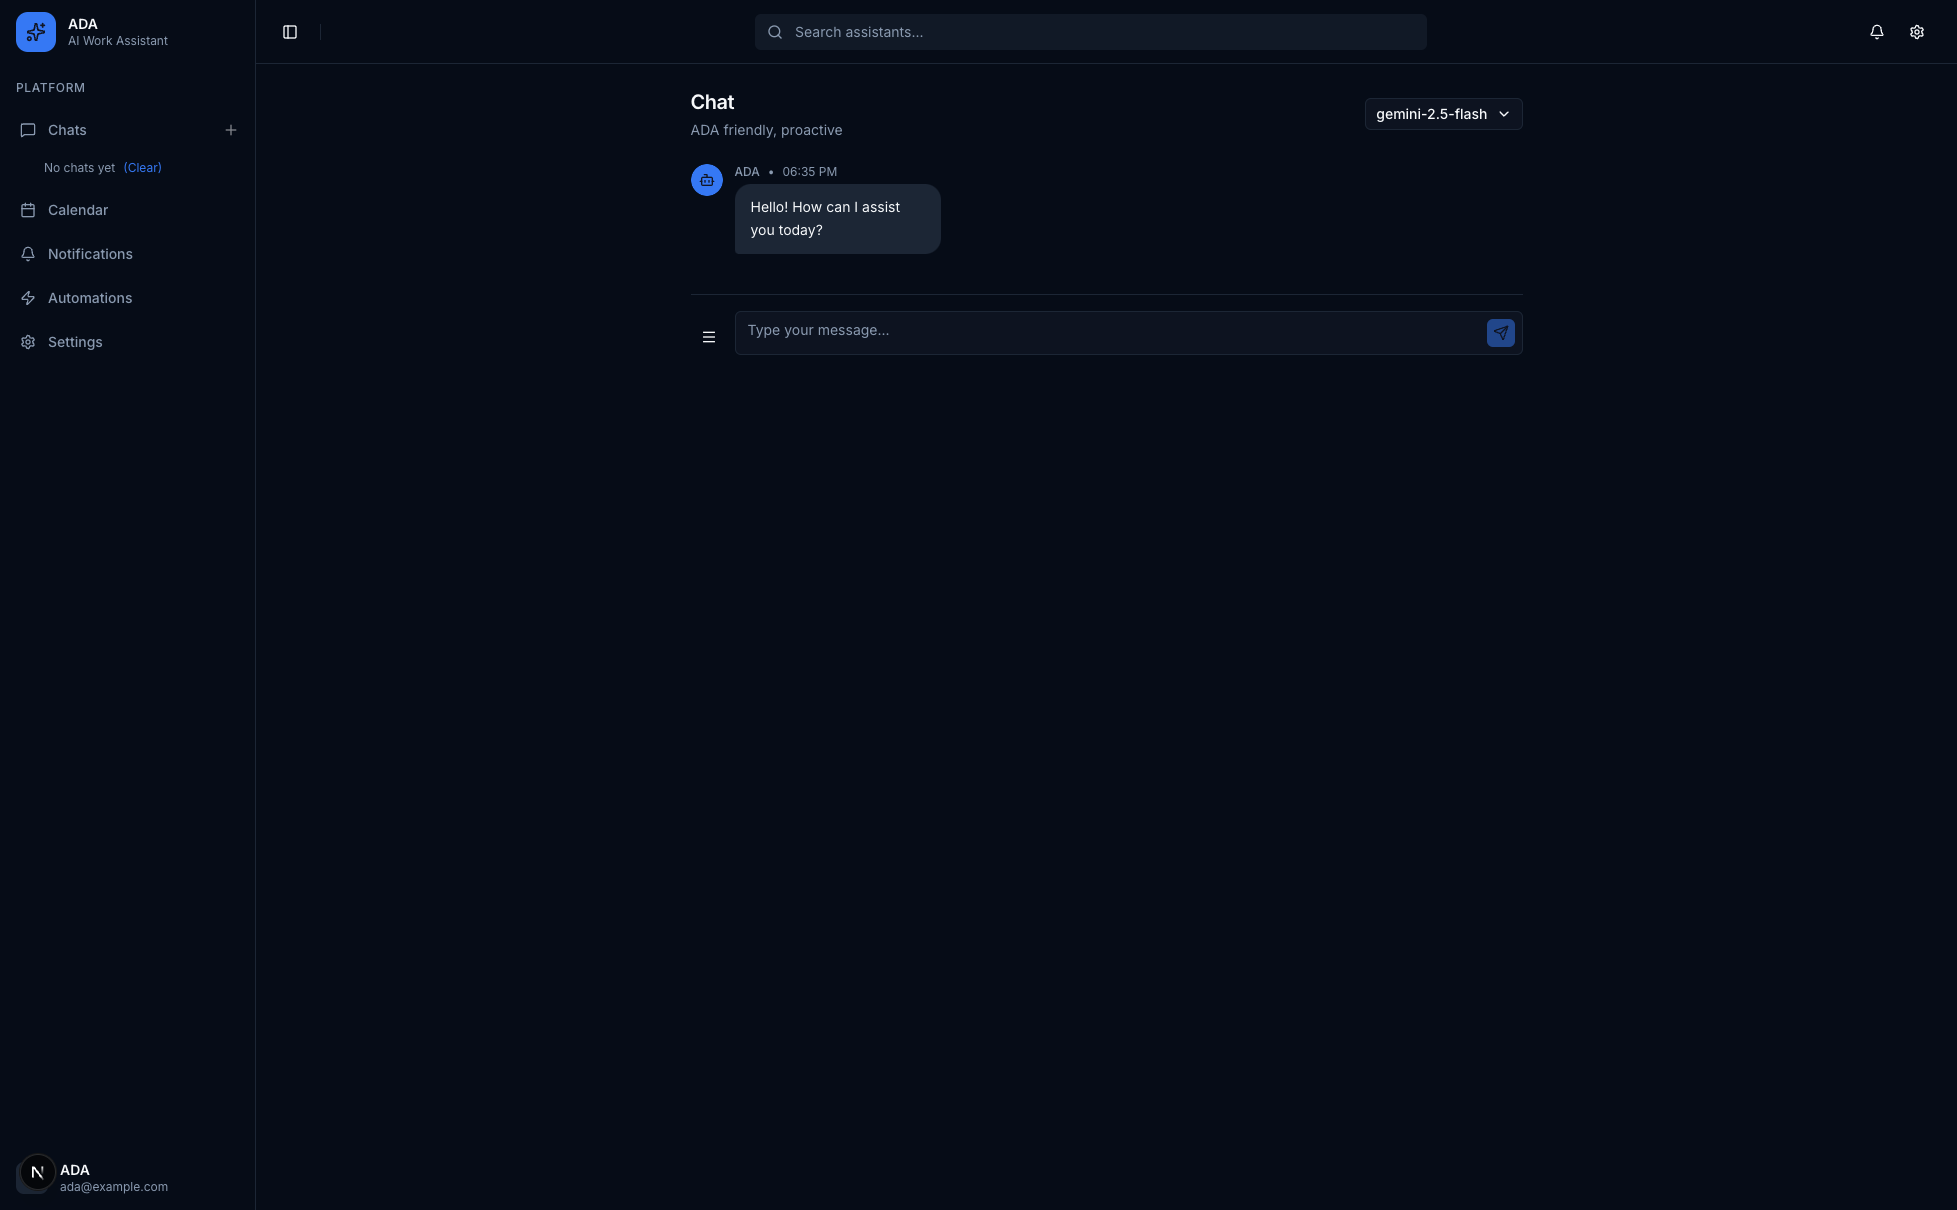 ADA
AI Work Assistant
PLATFORM
Chats
No chats yet (Clear)
Calendar
Notifications
Automations
Settings
N
ADA
ada@example.com
Search assistants...
Chat
ADA friendly, proactive
gemini-2.5-flash
ADA • 06:35 PM
Hello! How can I assist
you today?
Type your message...